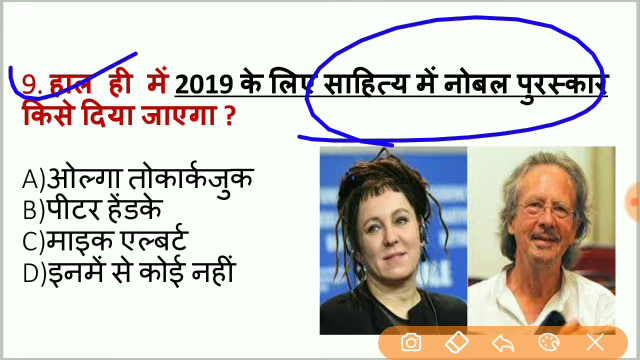 9. हाल ही में 2019 के लिए साहित्य में नोबल पुरस्कार
किसे दिया जाएगा ?
A)ओल्गा तोकार्कजुक
B)पीटर हेंडके
C)माइक एल्बर्ट
D)इनमें से कोई नहीं